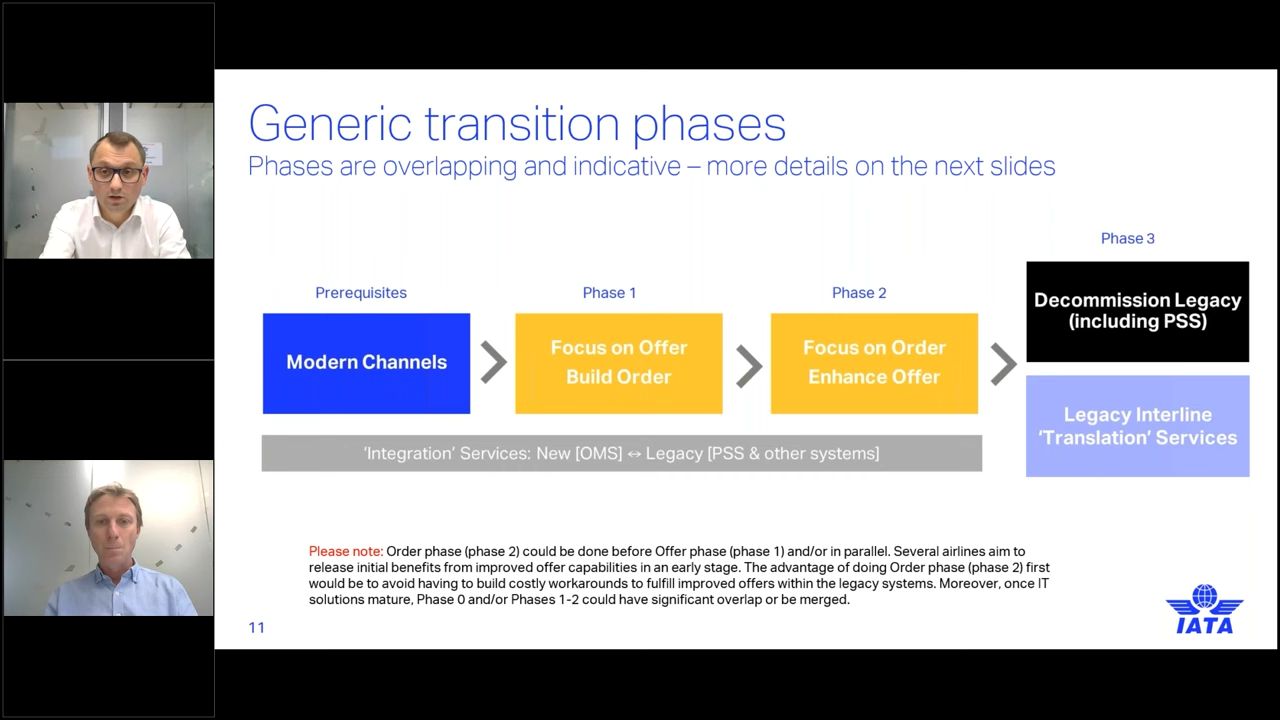 Generic transition phases
Phases are overlapping and indicative – more details on the next slides
Prerequisites
Modern Channels
Phase 1
Focus on Offer
Build Order
Phase 2
Focus on Order
Enhance Offer
Phase 3
Decommission Legacy
(including PSS)
Legacy Interline
'Translation' Services
'Integration' Services: New [OMS] ↔ Legacy [PSS & other systems]
Please note: Order phase (phase 2) could be done before Offer phase (phase 1) and/or in parallel. Several airlines aim to
release initial benefits from improved offer capabilities in an early stage. The advantage of doing Order phase (phase 2) first
would be to avoid having to build costly workarounds to fulfill improved offers within the legacy systems. Moreover, once IT
solutions mature, Phase 0 and/or Phases 1-2 could have significant overlap or be merged.
11
IATA